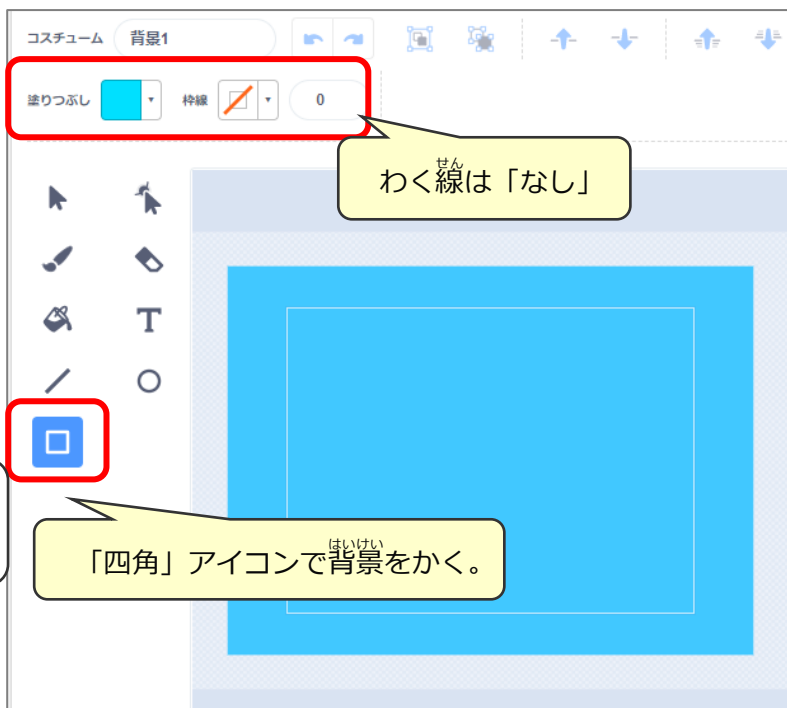 コスチューム 背景1
塗りつぶし 枠線 0
せん
わく線は「なし」
T
はいけい
「四角」アイコンで背景をかく。